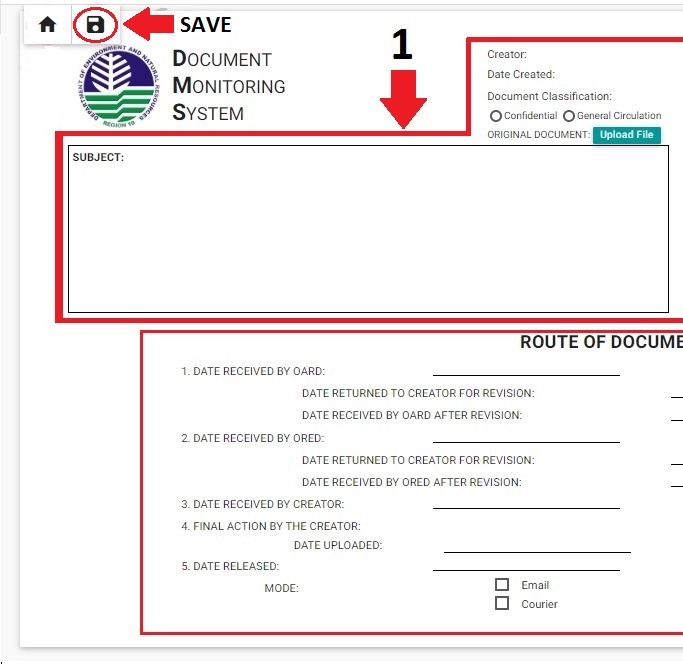 SAVE
DEPARTMENT OF ENVIRONMENT AND NATURAL RESOURCES
REGION 10
DOCUMENT
MONITORING
SYSTEM
1
Creator:
Date Created:
Document Classification:
Confidential General Circulation
ORIGINAL DOCUMENT: Upload File
SUBJECT:
ROUTE OF DOCUME
1. DATE RECEIVED BY OARD:
DATE RETURNED TO CREATOR FOR REVISION:
DATE RECEIVED BY OARD AFTER REVISION:
2. DATE RECEIVED BY ORED:
DATE RETURNED TO CREATOR FOR REVISION:
DATE RECEIVED BY ORED AFTER REVISION:
3. DATE RECEIVED BY CREATOR:
4. FINAL ACTION BY THE CREATOR:
DATE UPLOADED:
5. DATE RELEASED:
MODE: Email
Courier